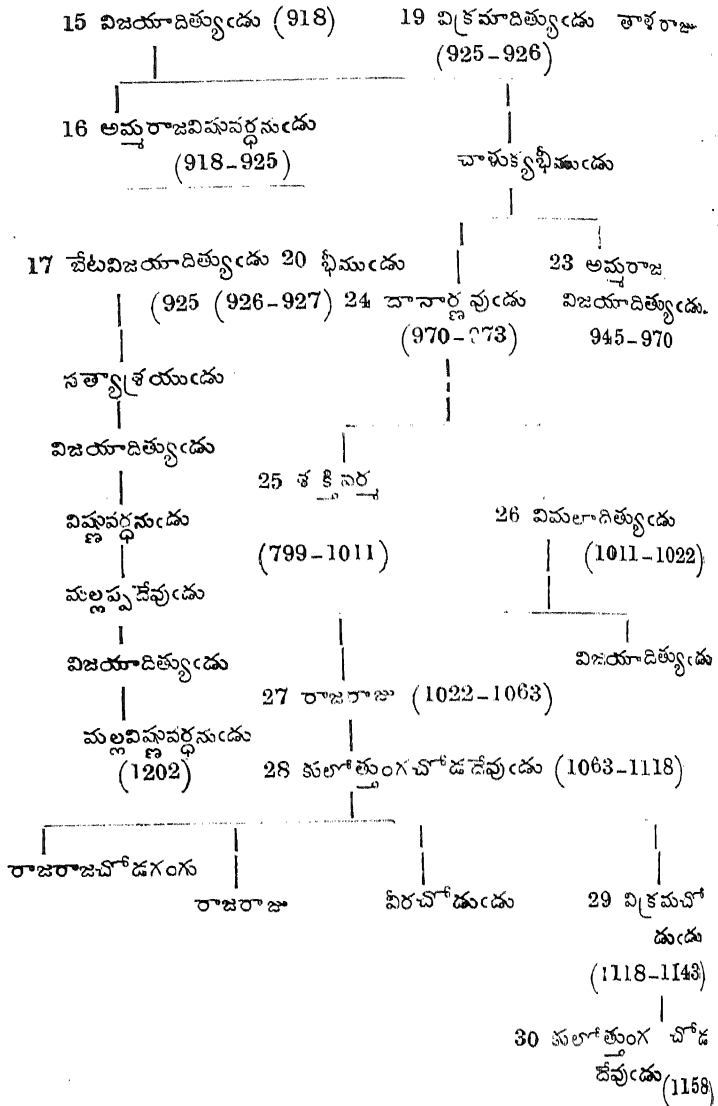 15 విజయాదిత్యుఁడు (918) 19 విక్రమాదిత్యుఁడు తాళరాజు
(925-926)
16 అమ్మరాజవిషువర్ధనుఁడు
(918-925)
చాళుక్యభీముఁడు
17 బేటవిజయాదిత్యుఁడు 20 భీముఁడు
23 అమ్మరాజ
(925 (926-927) 24 దానార్ణవుఁడు
విజయాదిత్యుఁడు.
(970-973)
945-970
సత్యాశ్రయుఁడు
విజయాదిత్యుఁడు
25 శక్తివర్మ
విష్ణువర్ధనుఁడు
26 విమలాదిత్యుఁడు
(799-1011)
(1011-1022)
మల్లప్పదేవుఁడు
విజయాదిత్యుఁడు
విజయాదిత్యుఁడు
27 రాజరాజు (1022-1063)
మల్లవిష్ణువర్ధనుఁడు
(1202)
28 కులోత్తుంగచోడదేవుఁడు (1063-1118)
రాజరాజచోడగంగు
రాజరాజు
వీరచోడుఁడు
29 విక్రమచో
డుఁడు
(1118-1143)
30 కులోత్తుంగ చోడ
దేవుఁడు(1158)